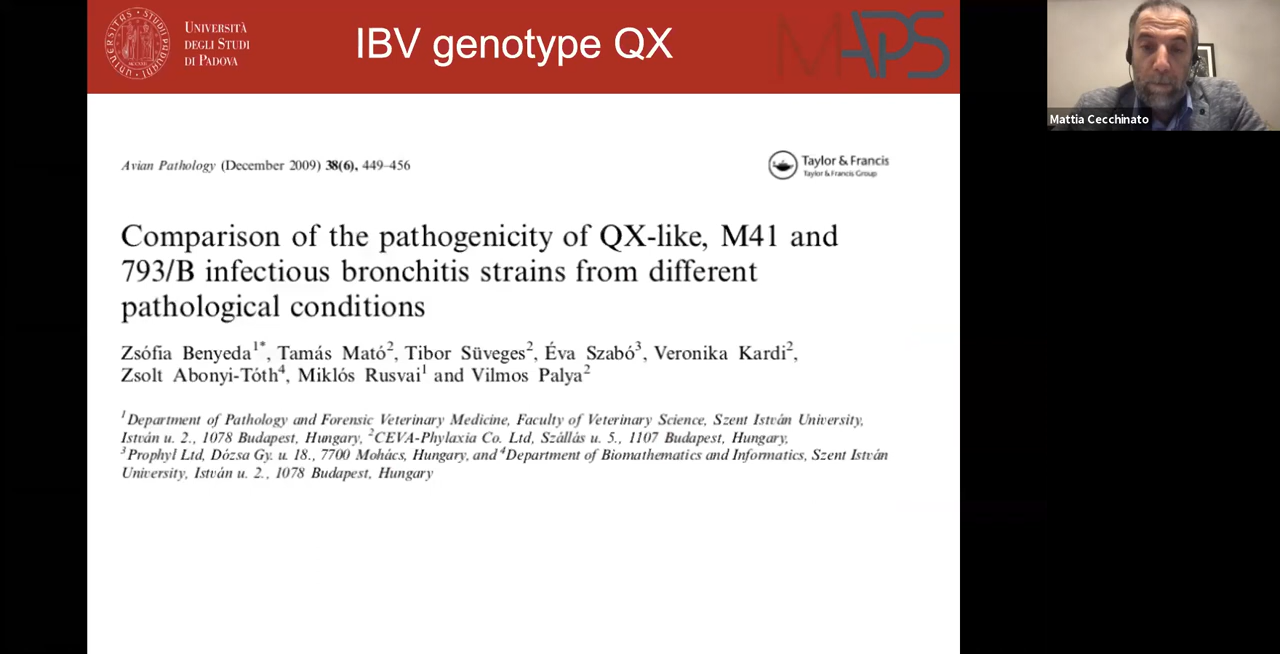 UNIVERSITÀ
DEGLI STUDI
DI PADOVA
IBV genotype QX
MAPS
Mattia Cecchinato
Avian Pathology (December 2009) 38(6), 449–456
Taylor & Francis
Taylor & Francis Group
Comparison of the pathogenicity of QX-like, M41 and
793/B infectious bronchitis strains from different
pathological conditions
Zsófia Benyeda1*, Tamás Mató2, Tibor Süveges2, Éva Szabó3, Veronika Kardi2,
Zsolt Abonyi-Tóth4, Miklós Rusvai1 and Vilmos Palya2
1Department of Pathology and Forensic Veterinary Medicine, Faculty of Veterinary Science, Szent István University,
István u. 2., 1078 Budapest, Hungary, 2CEVA-Phylaxia Co. Ltd, Szállás u. 5., 1107 Budapest, Hungary,
3Prophyl Ltd, Dózsa Gy. u. 18., 7700 Mohács, Hungary, and 4Department of Biomathematics and Informatics, Szent István
University, István u. 2., 1078 Budapest, Hungary